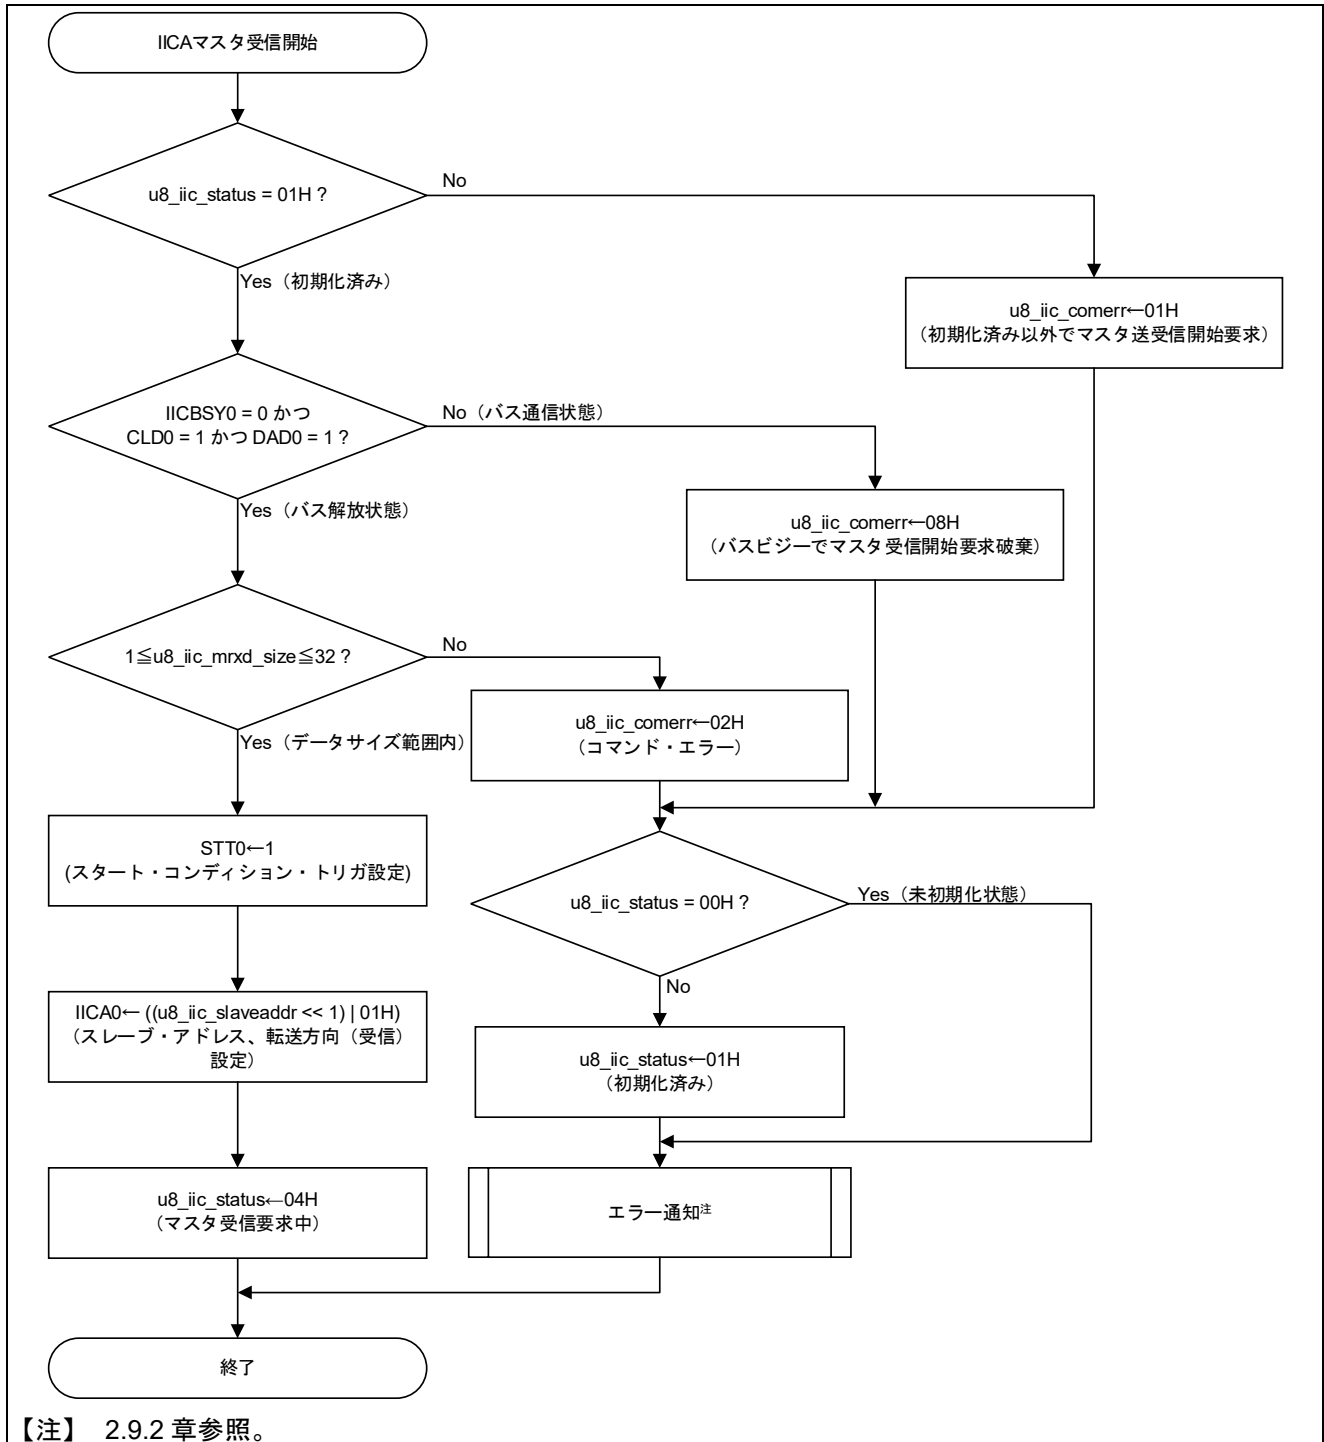 IICAマスタ受信開始
u8_iic_status = 01H ?
No
Yes（初期化済み）
u8_iic_comerr←01H
（初期化済み以外でマスタ送受信開始要求）
IICBSY0 = 0 かつ
CLD0 = 1 かつ DAD0 = 1 ?
No（バス通信状態）
Yes（バス解放状態）
u8_iic_comerr←08H
（バスビジーでマスタ受信開始要求破棄）
1≦u8_iic_mrxd_size≦32 ?
No
Yes（データサイズ範囲内）
u8_iic_comerr←02H
（コマンド・エラー）
STT0←1
(スタート・コンディション・トリガ設定)
u8_iic_status = 00H ?
Yes（未初期化状態）
No
IICA0← ((u8_iic_slaveaddr << 1) | 01H)
（スレーブ・アドレス、転送方向（受信）
設定）
u8_iic_status←01H
（初期化済み）
u8_iic_status←04H
（マスタ受信要求中）
エラー通知注
終了
【注】 2.9.2 章参照。